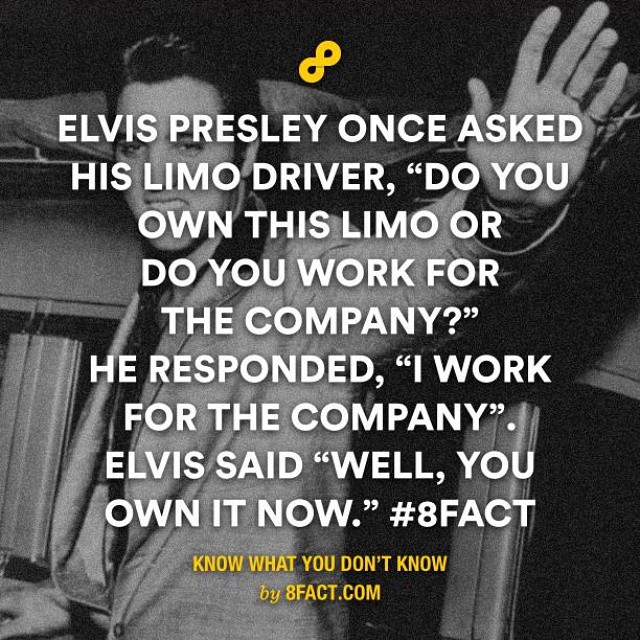 ELVIS PRESLEY ONCE ASKED
HIS LIMO DRIVER, “DO YOU
OWN THIS LIMO OR
DO YOU WORK FOR
THE COMPANY?”
HE RESPONDED, “I WORK
FOR THE COMPANY”.
ELVIS SAID “WELL, YOU
OWN IT NOW.” #8FACT
KNOW WHAT YOU DON’T KNOW
by 8FACT.COM